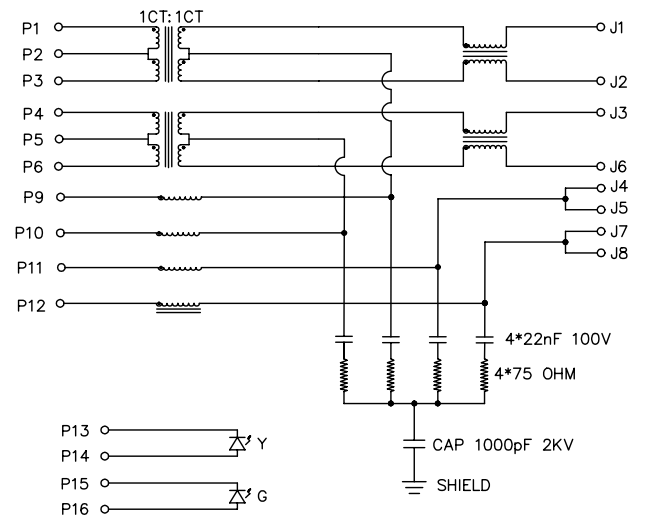 1CT:1CT
P1
J1
P2
P3
J2
P4
J3
P5
P6
J6
P9
J4
J5
P10
J7
J8
P11
P12
4*22nF 100V
4*75 OHM
P13
P14
Y
CAP 1000pF 2KV
P15
P16
G
SHIELD